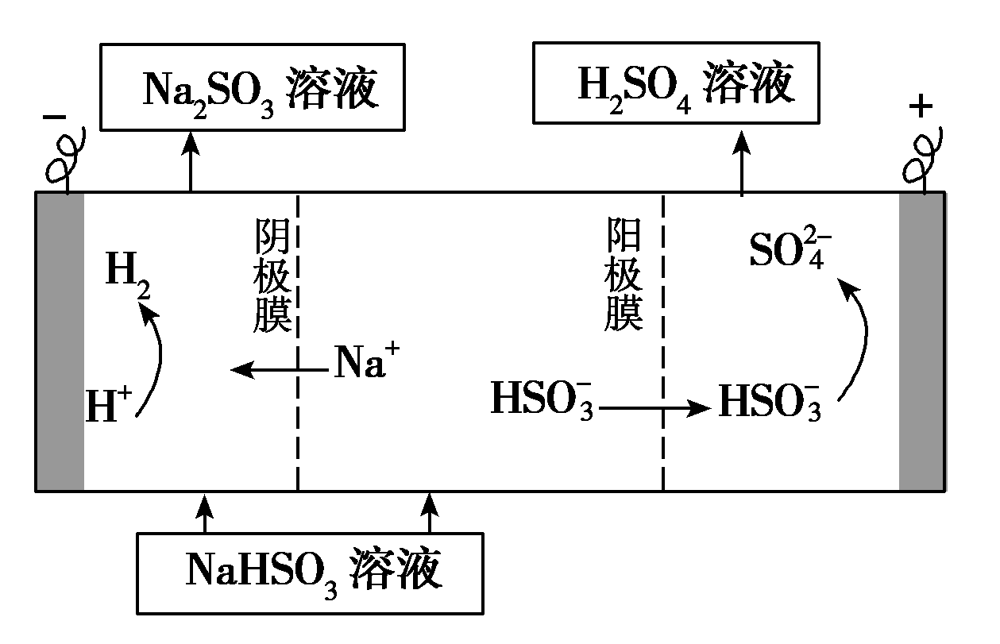 Na₂SO₃ 溶液
H₂SO₄ 溶液
−
+
阴极膜
阳极膜
SO₄²⁻
H₂
Na⁺
H⁺
HSO₃⁻
HSO₃⁻
NaHSO₃ 溶液